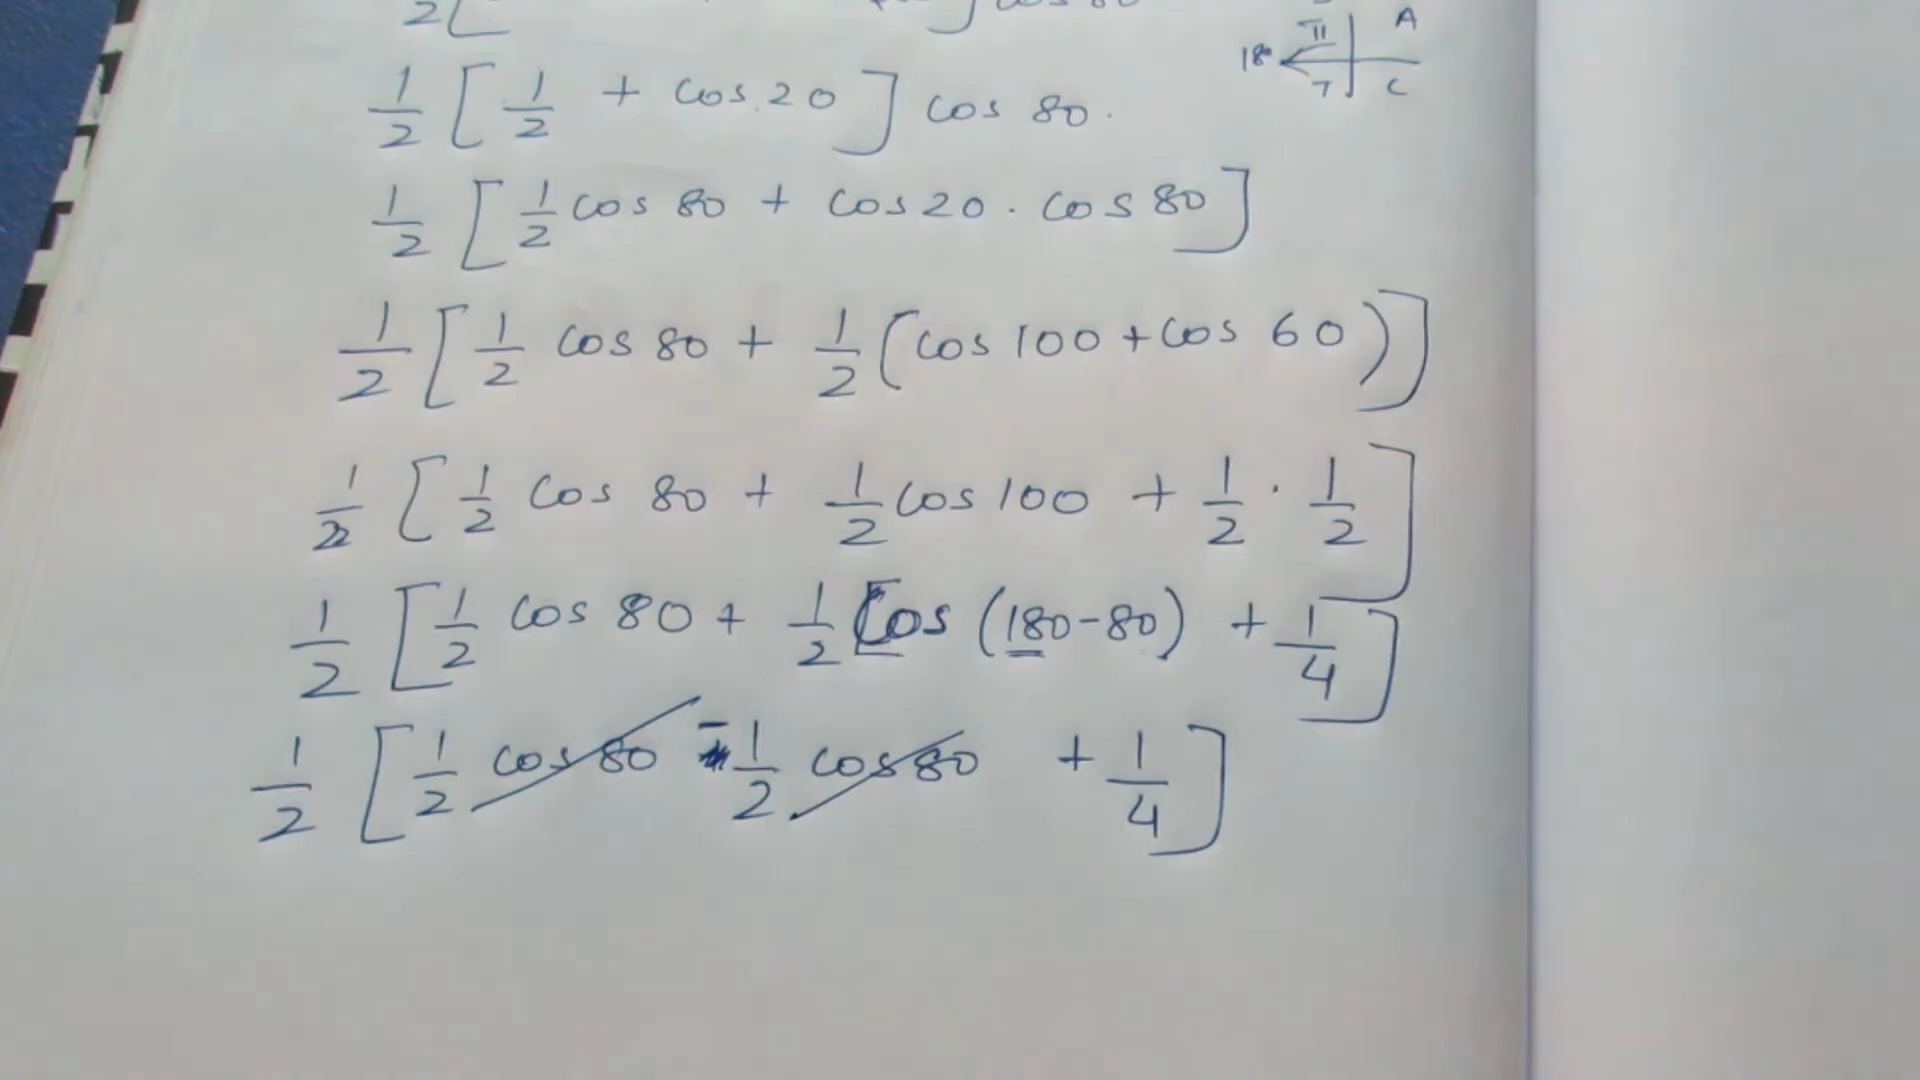 1/2 [ 1/2 + cos 20 ] cos 80.
1/2 [ 1/2 cos 80 + cos 20 . cos 80 ]
1/2 [ 1/2 cos 80 + 1/2 ( cos 100 + cos 60 ) ]
1/2 [ 1/2 cos 80 + 1/2 cos 100 + 1/2 . 1/2 ]
1/2 [ 1/2 cos 80 + 1/2 cos (180-80) + 1/4 ]
1/2 [ 1/2 cos 80 - 1/2 cos 80 + 1/4 ]
II A
180
T C